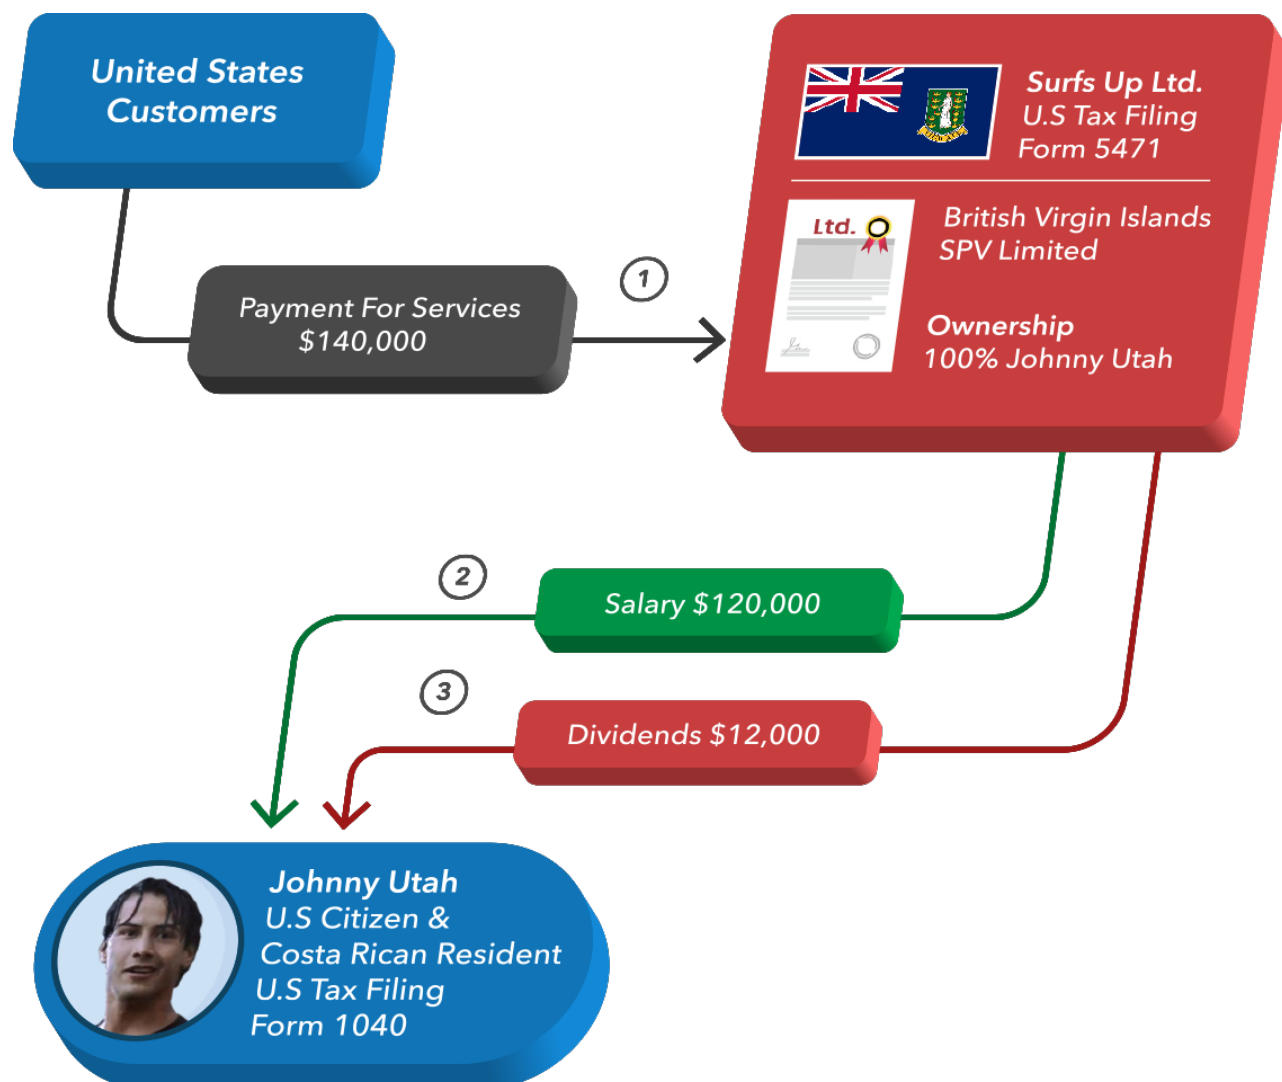 United States
Customers
Surfs Up Ltd.
U.S Tax Filing
Form 5471
Ltd.
British Virgin Islands
SPV Limited
Ownership
100% Johnny Utah
Payment For Services
$140,000
1
2
Salary $120,000
3
Dividends $12,000
Johnny Utah
U.S Citizen &
Costa Rican Resident
U.S Tax Filing
Form 1040